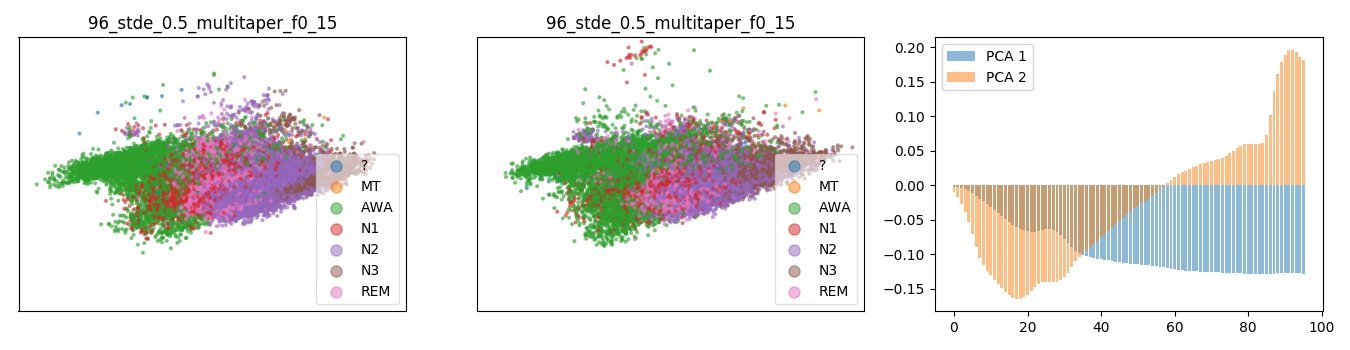 96_stde_0.5_multitaper_f0_15
?
MT
AWA
N1
N2
N3
REM
96_stde_0.5_multitaper_f0_15
?
MT
AWA
N1
N2
N3
REM
PCA 1
PCA 2
0.20
0.15
0.10
0.05
0.00
−0.05
−0.10
−0.15
0
20
40
60
80
100